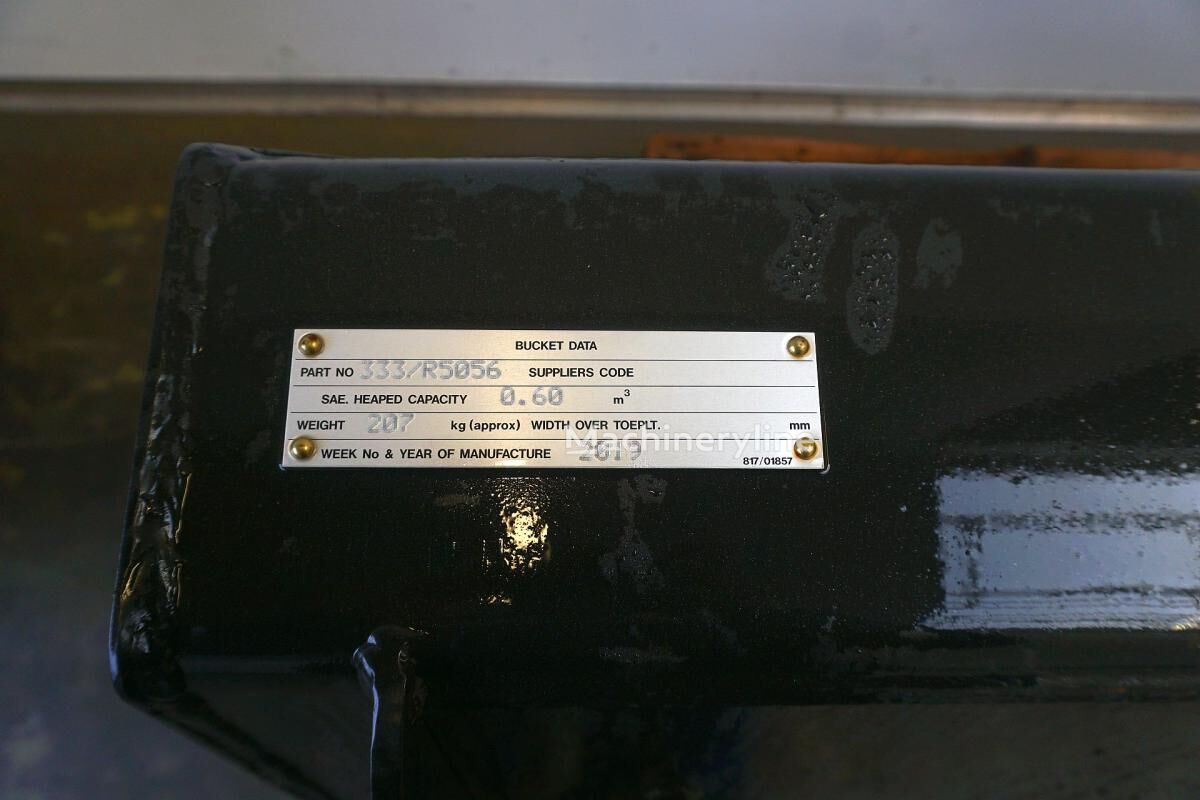 BUCKET DATA
PART NO 333/R5056 SUPPLIERS CODE
SAE. HEAPED CAPACITY 0.60 m³
WEIGHT 207 kg (approx) WIDTH OVER TOEPLT. mm
Machineryline
WEEK No & YEAR OF MANUFACTURE 2019 817/01857